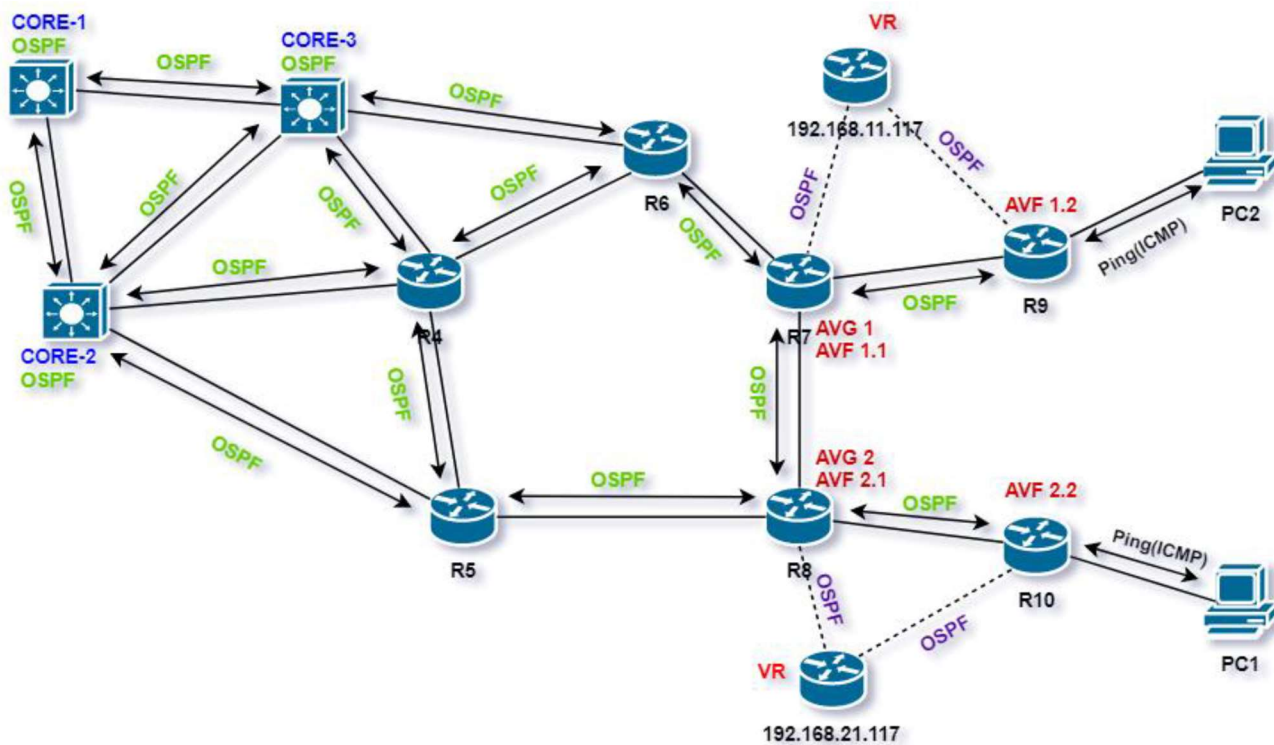 CORE-1
OSPF
CORE-3
OSPF
VR
OSPF
OSPF
192.168.11.117
OSPF
OSPF
OSPF
OSPF
OSPF
OSPF
R6
AVF 1.2
PC2
Ping(ICMP)
OSPF
OSPF
OSPF
R9
R4
R7
AVG 1
AVF 1.1
CORE-2
OSPF
OSPF
OSPF
OSPF
AVG 2
AVF 2.1
OSPF
OSPF
AVF 2.2
Ping(ICMP)
R5
R8
R10
OSPF
OSPF
PC1
VR
192.168.21.117